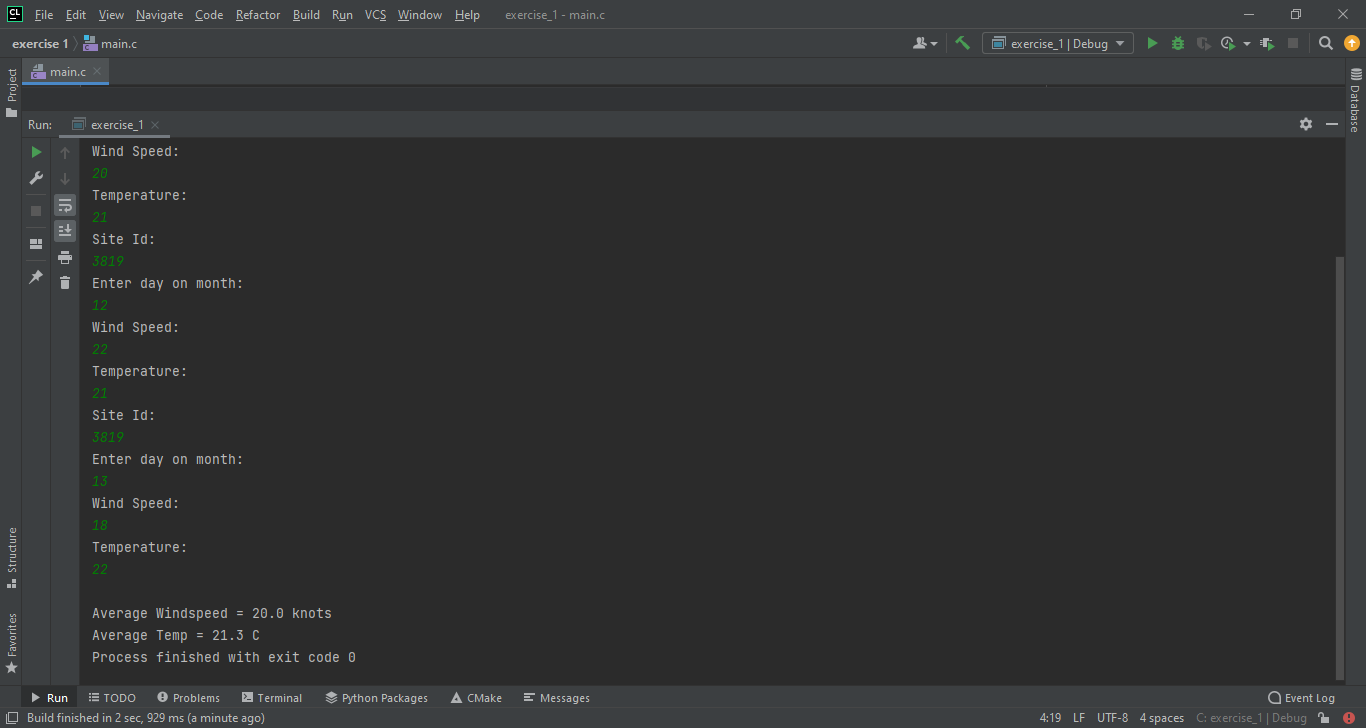 CL File Edit View Navigate Code Refactor Build Run VCS Window Help exercise_1 - main.c
exercise 1 main.c exercise_1 | Debug
Project
main.c
Database
Run: exercise_1
Wind Speed:
20
Temperature:
21
Site Id:
3819
Enter day on month:
12
Wind Speed:
22
Temperature:
21
Site Id:
3819
Enter day on month:
13
Wind Speed:
18
Temperature:
22
Average Windspeed = 20.0 knots
Average Temp = 21.3 C
Process finished with exit code 0
Structure
Favorites
Run TODO Problems Terminal Python Packages CMake Messages Event Log
Build finished in 2 sec, 929 ms (a minute ago) 4:19 LF UTF-8 4 spaces C: exercise_1 | Debug